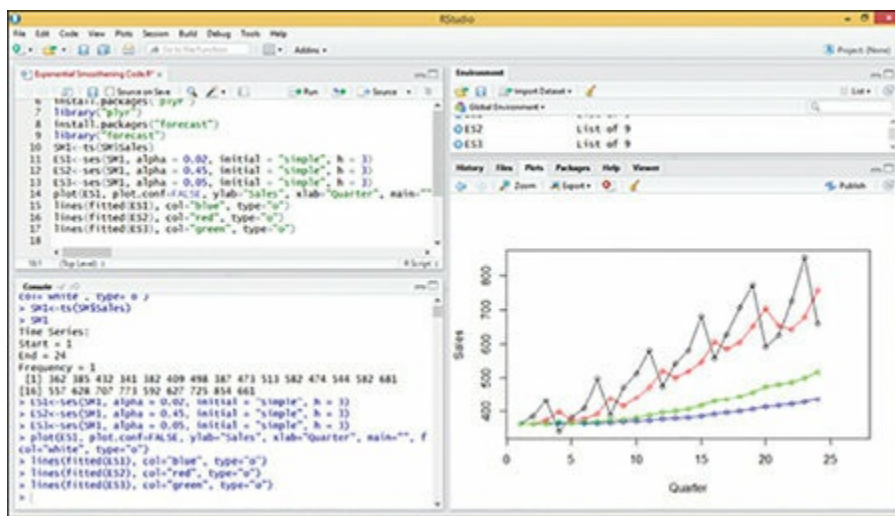 RStudio
File Edit Code View Plots Session Build Debug Tools Help
Go to file/function
Addins
Project: (None)
Exponential Smoothing Code.R*
Source on Save
Run
Source
6 install.packages("plyr")
7 library("plyr")
8 install.packages("forecast")
9 library("forecast")
10 SM1<-ts(SM$Sales)
11 ES1<-ses(SM1, alpha = 0.02, initial = "simple", h = 3)
12 ES2<-ses(SM1, alpha = 0.45, initial = "simple", h = 3)
13 ES3<-ses(SM1, alpha = 0.05, initial = "simple", h = 3)
14 plot(ES1, plot.conf=FALSE, ylab="Sales", xlab="Quarter", main=""
15 lines(fitted(ES1), col="blue", type="o")
16 lines(fitted(ES2), col="red", type="o")
17 lines(fitted(ES3), col="green", type="o")
18
(Top Level)
R Script
Console
col="white", type="o")
> SM1<-ts(SM$Sales)
> SM1
Time Series:
Start = 1
End = 24
Frequency = 1
[1] 362 385 432 341 382 409 498 387 473 513 582 474 544 582 681
[16] 557 628 707 773 592 627 725 854 661
> ES1<-ses(SM1, alpha = 0.02, initial = "simple", h = 3)
> ES2<-ses(SM1, alpha = 0.45, initial = "simple", h = 3)
> ES3<-ses(SM1, alpha = 0.05, initial = "simple", h = 3)
> plot(ES1, plot.conf=FALSE, ylab="Sales", xlab="Quarter", main="", f
col="white", type="o")
> lines(fitted(ES1), col="blue", type="o")
> lines(fitted(ES2), col="red", type="o")
> lines(fitted(ES3), col="green", type="o")
>
Environment
Import Dataset
List
Global Environment
ES2 List of 9
ES3 List of 9
History Files Plots Packages Help Viewer
Zoom Export Publish
Sales
800
700
600
500
400
0 5 10 15 20 25
Quarter